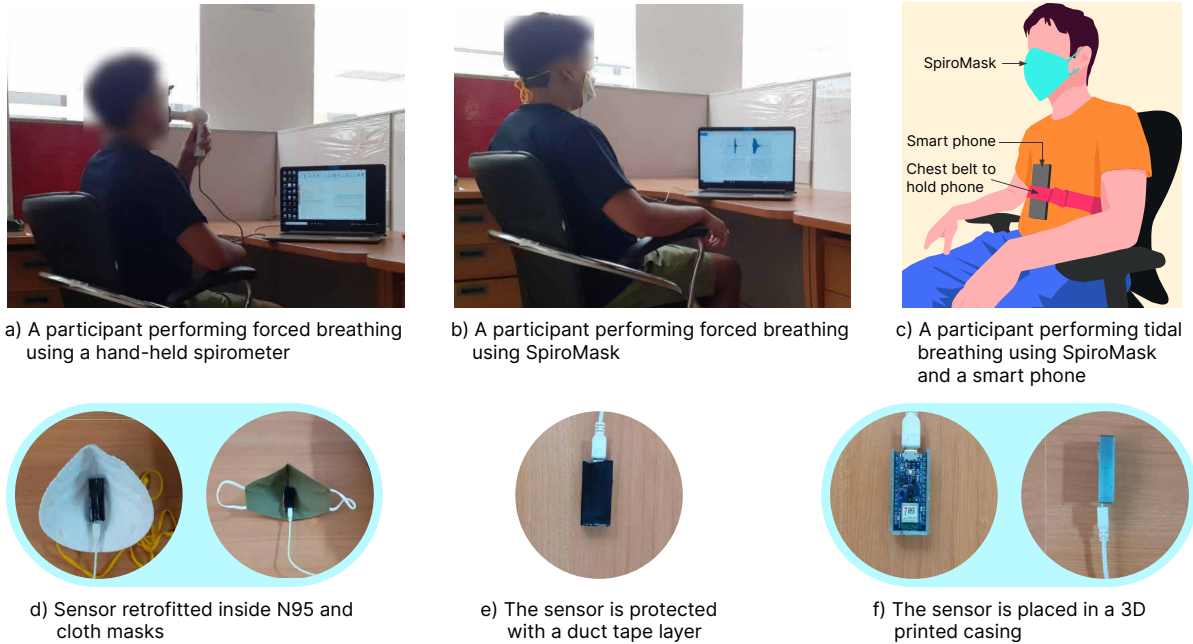 SpiroMask
Smart phone
Chest belt to
hold phone
a) A participant performing forced breathing
using a hand-held spirometer
b) A participant performing forced breathing
using SpiroMask
c) A participant performing tidal
breathing using SpiroMask
and a smart phone
d) Sensor retrofitted inside N95 and
cloth masks
e) The sensor is protected
with a duct tape layer
f) The sensor is placed in a 3D
printed casing